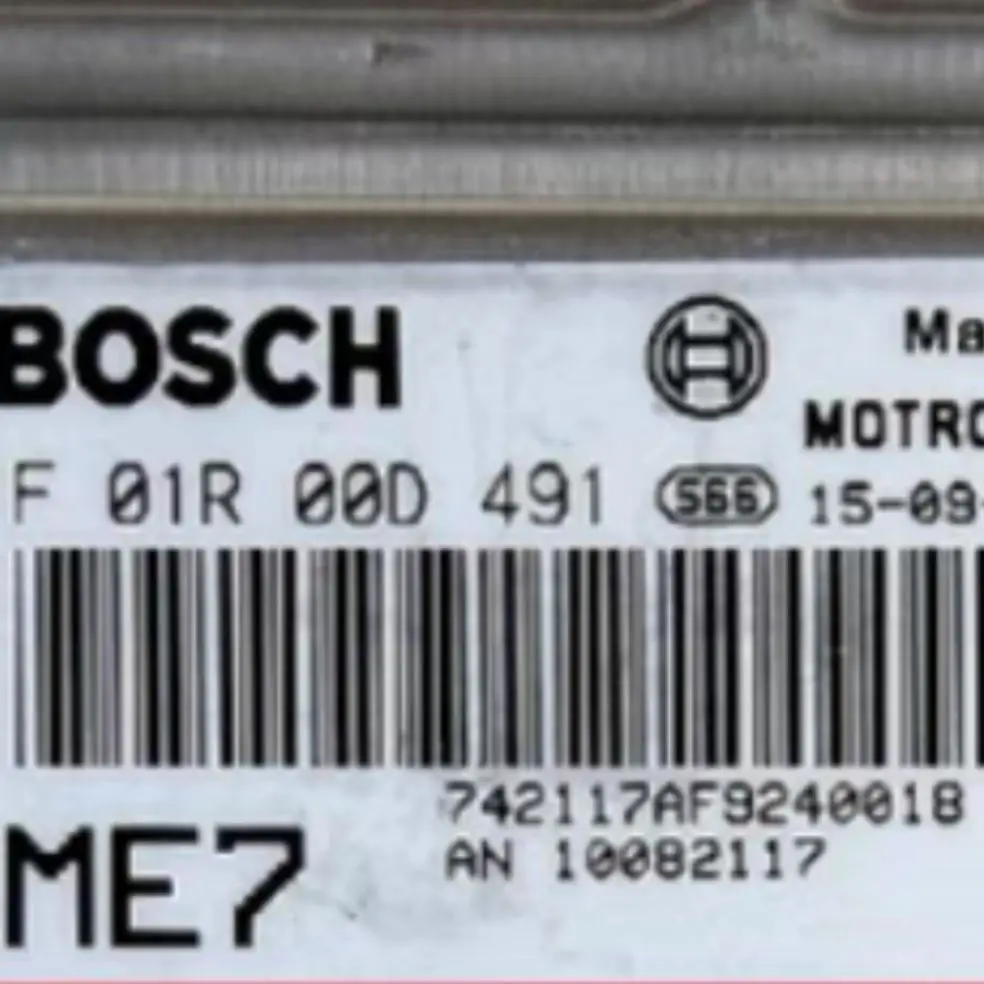 BOSCH
Ma
MOTRO
F 01R 00D 491 566 15-09-
742117AF9240018
AN 10082117
ME7